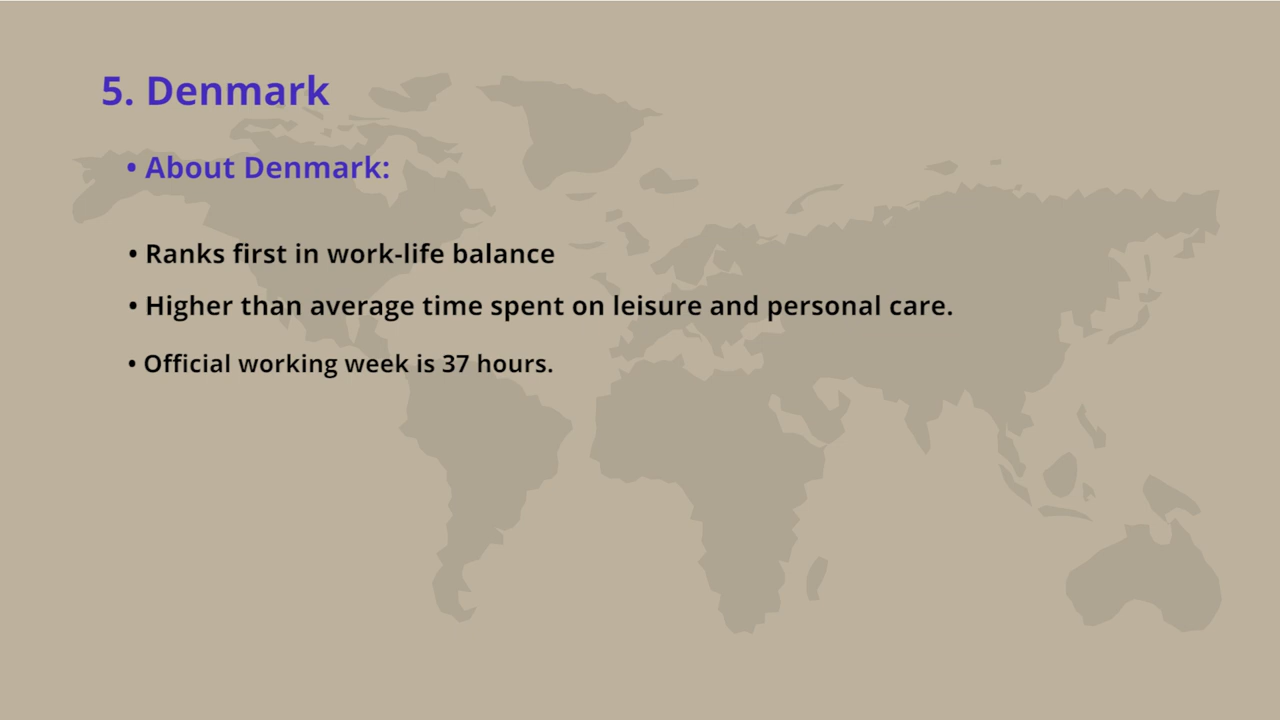 5. Denmark
• About Denmark:
• Ranks first in work-life balance
• Higher than average time spent on leisure and personal care.
• Official working week is 37 hours.